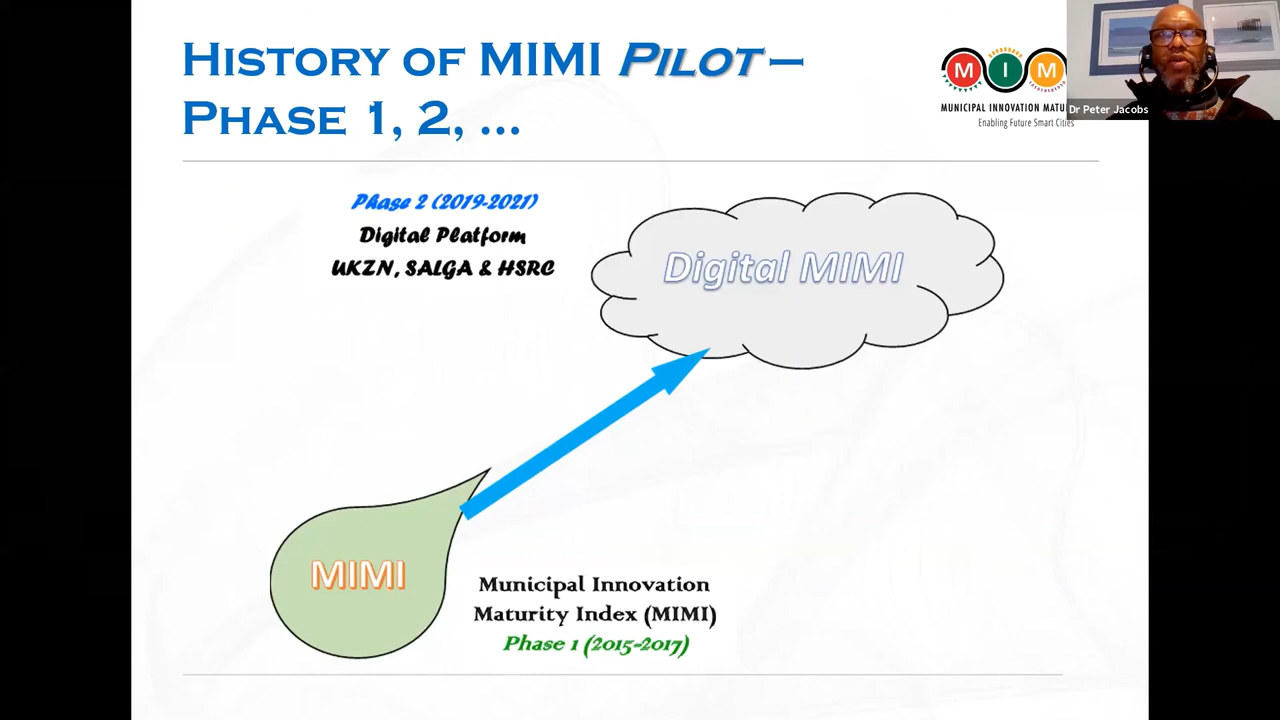 HISTORY OF MIMI PILOT –
PHASE 1, 2, ...
M I M
MUNICIPAL INNOVATION MATU
Enabling Future Smart Cities
Dr Peter Jacobs
Phase 2 (2019-2021)
Digital Platform
UKZN, SALGA & HSRC
Digital MIMI
MIMI
Municipal Innovation
Maturity Index (MIMI)
Phase 1 (2015-2017)